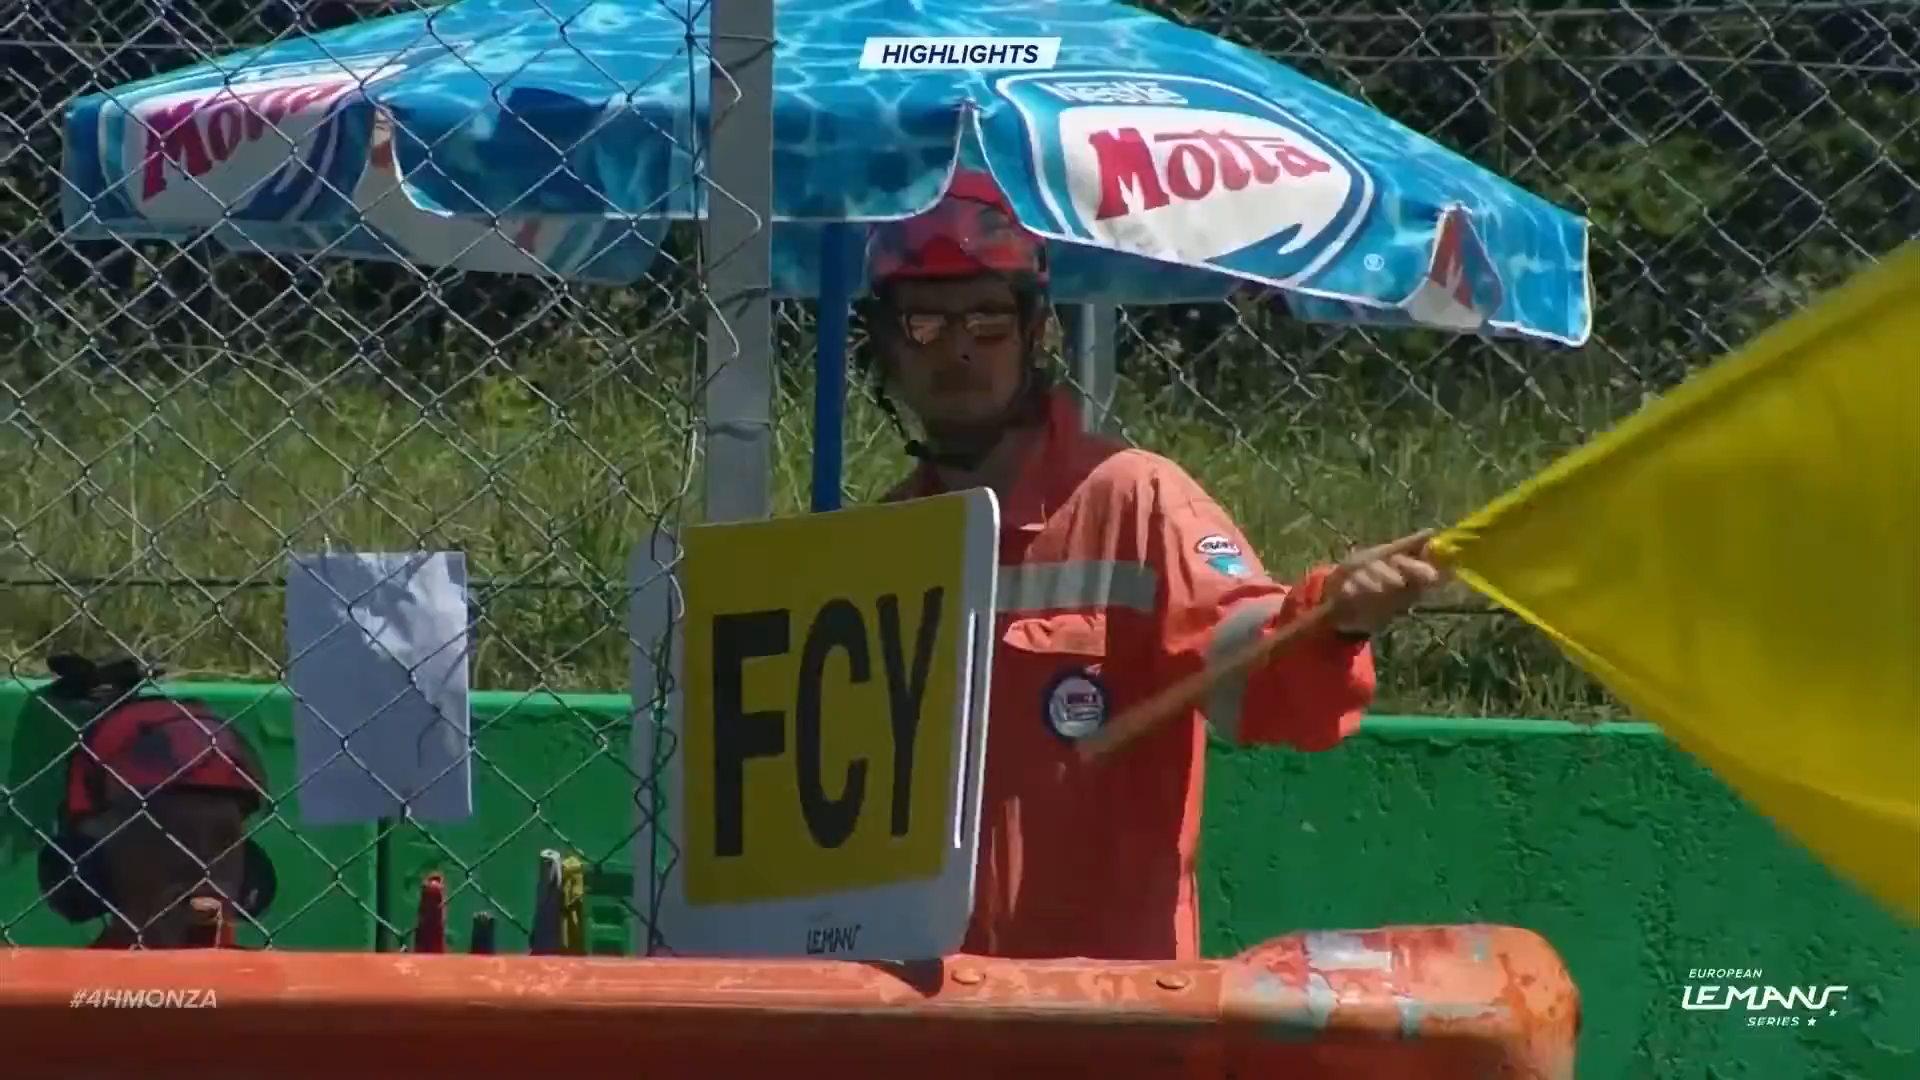 HIGHLIGHTS
Motta
Nestlé
Motta
®
FCY
LEMANS
#4HMONZA
EUROPEAN
LEMANS
SERIES